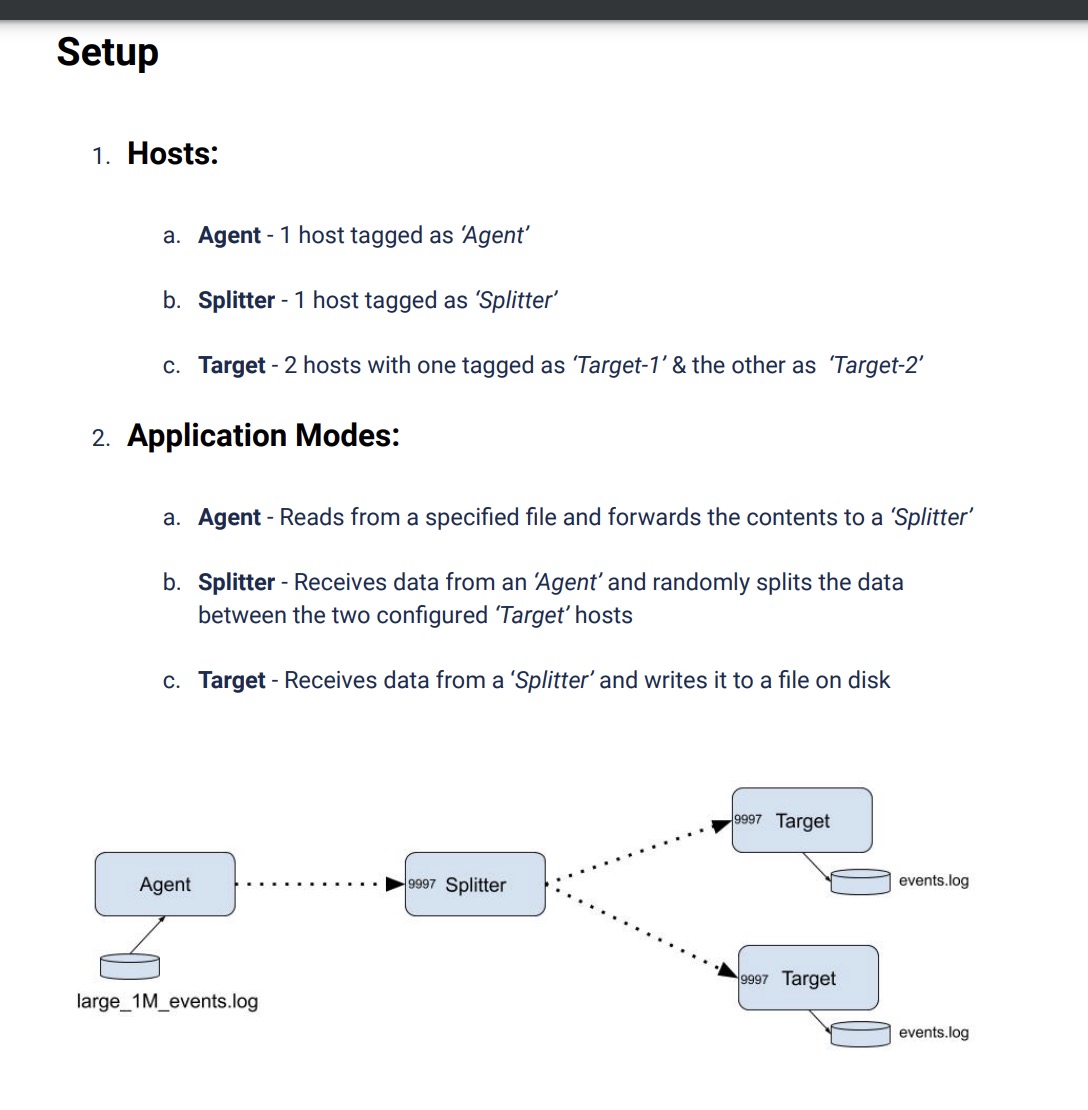 Setup
1. Hosts:
a. Agent - 1 host tagged as ‘Agent’
b. Splitter - 1 host tagged as ‘Splitter’
c. Target - 2 hosts with one tagged as ‘Target-1’ & the other as ‘Target-2’
2. Application Modes:
a. Agent - Reads from a specified file and forwards the contents to a ‘Splitter’
b. Splitter - Receives data from an ‘Agent’ and randomly splits the data
between the two configured ‘Target’ hosts
c. Target - Receives data from a ‘Splitter’ and writes it to a file on disk
9997 Target
events.log
Agent
9997 Splitter
large_1M_events.log
9997 Target
events.log